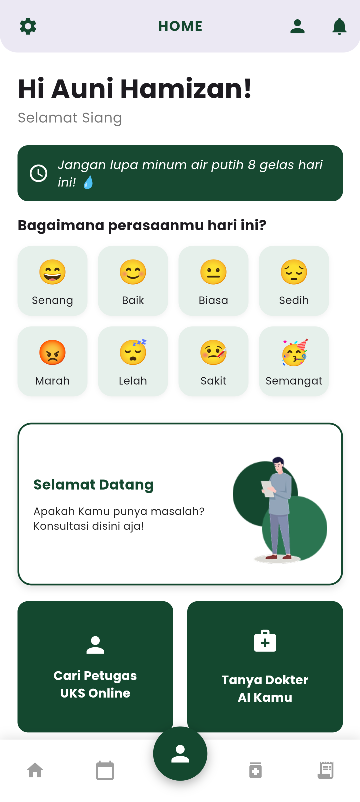 HOME
Hi Auni Hamizan!
Selamat Siang
Jangan lupa minum air putih 8 gelas hari
ini! 💧
Bagaimana perasaanmu hari ini?
Senang
Baik
Biasa
Sedih
Marah
Lelah
Sakit
Semangat
Selamat Datang
Apakah Kamu punya masalah?
Konsultasi disini aja!
Cari Petugas
UKS Online
Tanya Dokter
AI Kamu